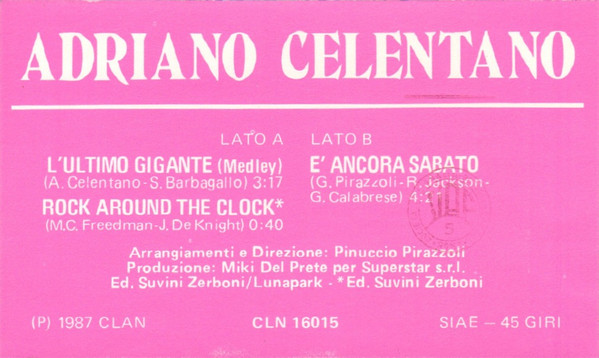 ADRIANO CELENTANO
LATO A
L'ULTIMO GIGANTE (Medley)
(A. Celentano-S. Barbagallo) 3:17
ROCK AROUND THE CLOCK*
(M.C. Freedman-J. De Knight) 0:40
LATO B
E' ANCORA SABATO
(G. Pirazzoli-R. Jackson-
G. Calabrese)
Arrangiamenti e Direzione: Pinuccio Pirazzoli
Produzione: Miki Del Prete per Superstar s.r.l.
Ed. Suvini Zerboni/Lunapark - *Ed. Suvini Zerboni
(P) 1987 CLAN
CLN 16015
SIAE – 45 GIRI